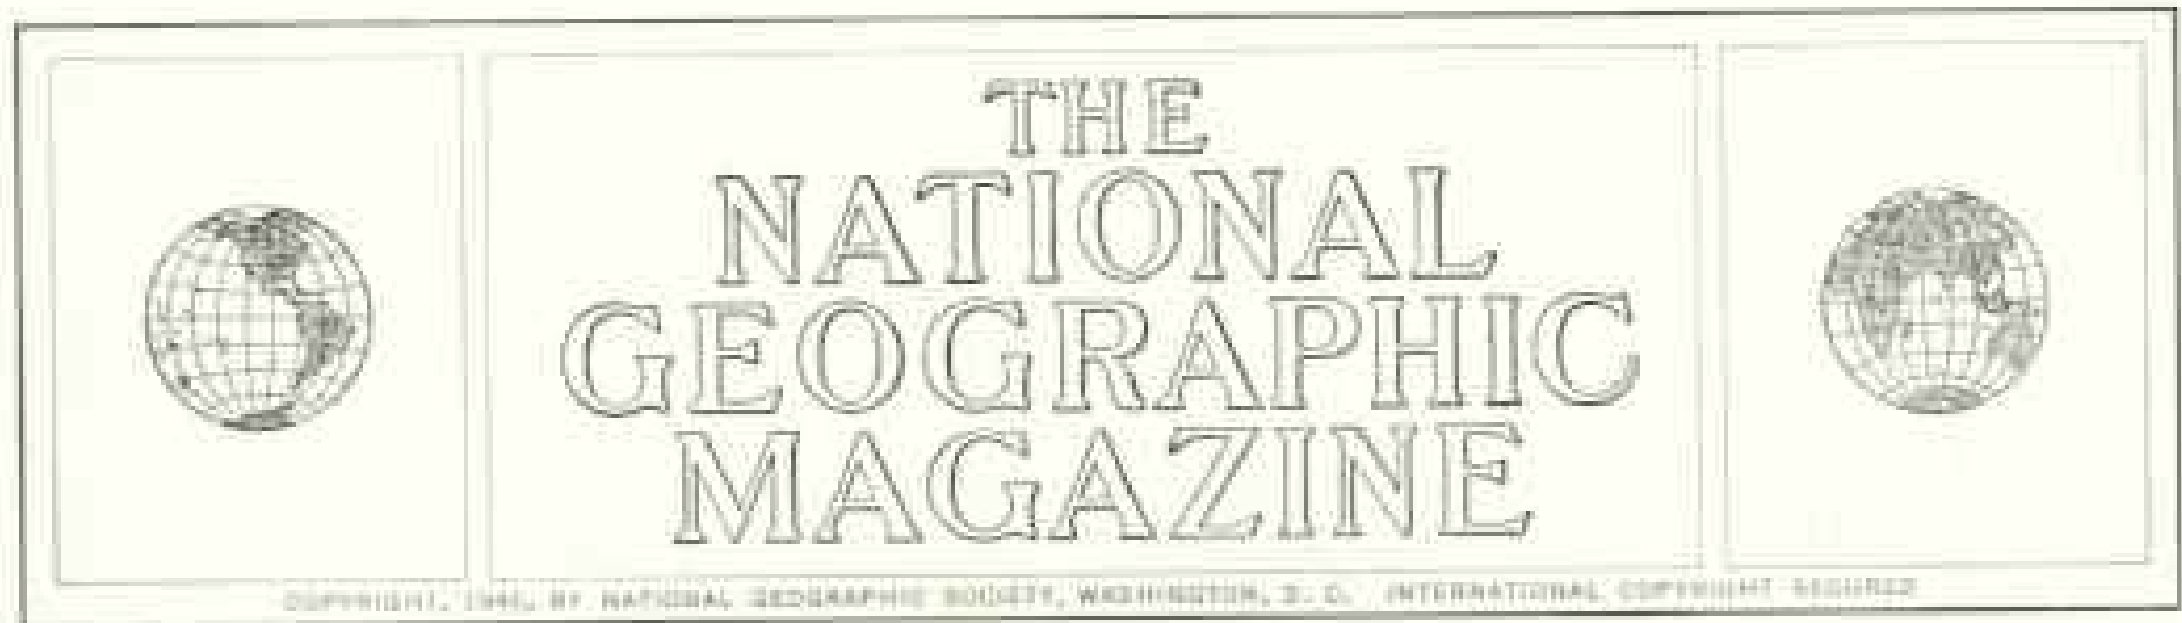 THE
NATIONAL
GEOGRAPHIC
MAGAZINE
COPYRIGHT, BY NATIONAL GEOGRAPHIC SOCIETY, WASHINGTON, D. C. INTERNATIONAL COPYRIGHT SECURED